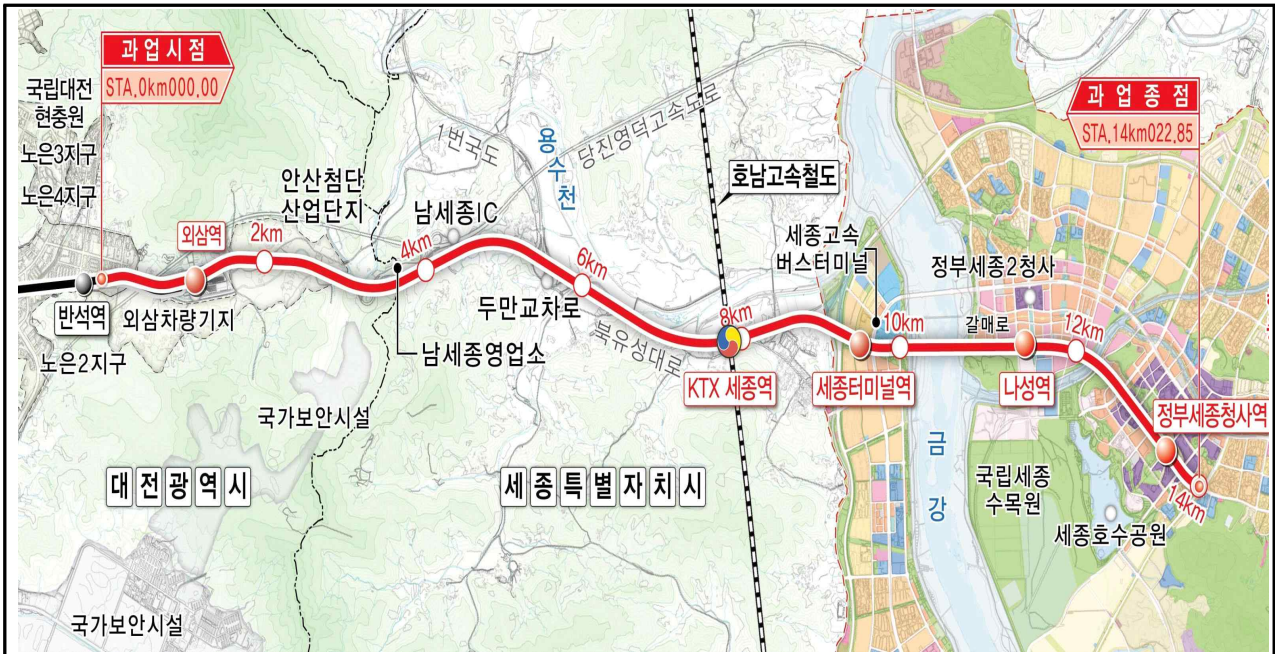 과업시점
STA.0km000.00
국립대전
현충원
노은3지구
노은4지구
반석역
노은2지구
외삼역
외삼차량기지
2km
안산첨단
산업단지
1번국도
남세종IC
4km
남세종영업소
용수천
당진영덕고속도로
두만교차로
6km
북유성대로
호남고속철도
8km
KTX 세종역
세종고속
버스터미널
세종터미널역
10km
정부세종2청사
갈매로
나성역
12km
과업종점
STA.14km022.85
정부세종청사역
14km
금강
국립세종
수목원
세종호수공원
국가보안시설
대전광역시
세종특별자치시
국가보안시설